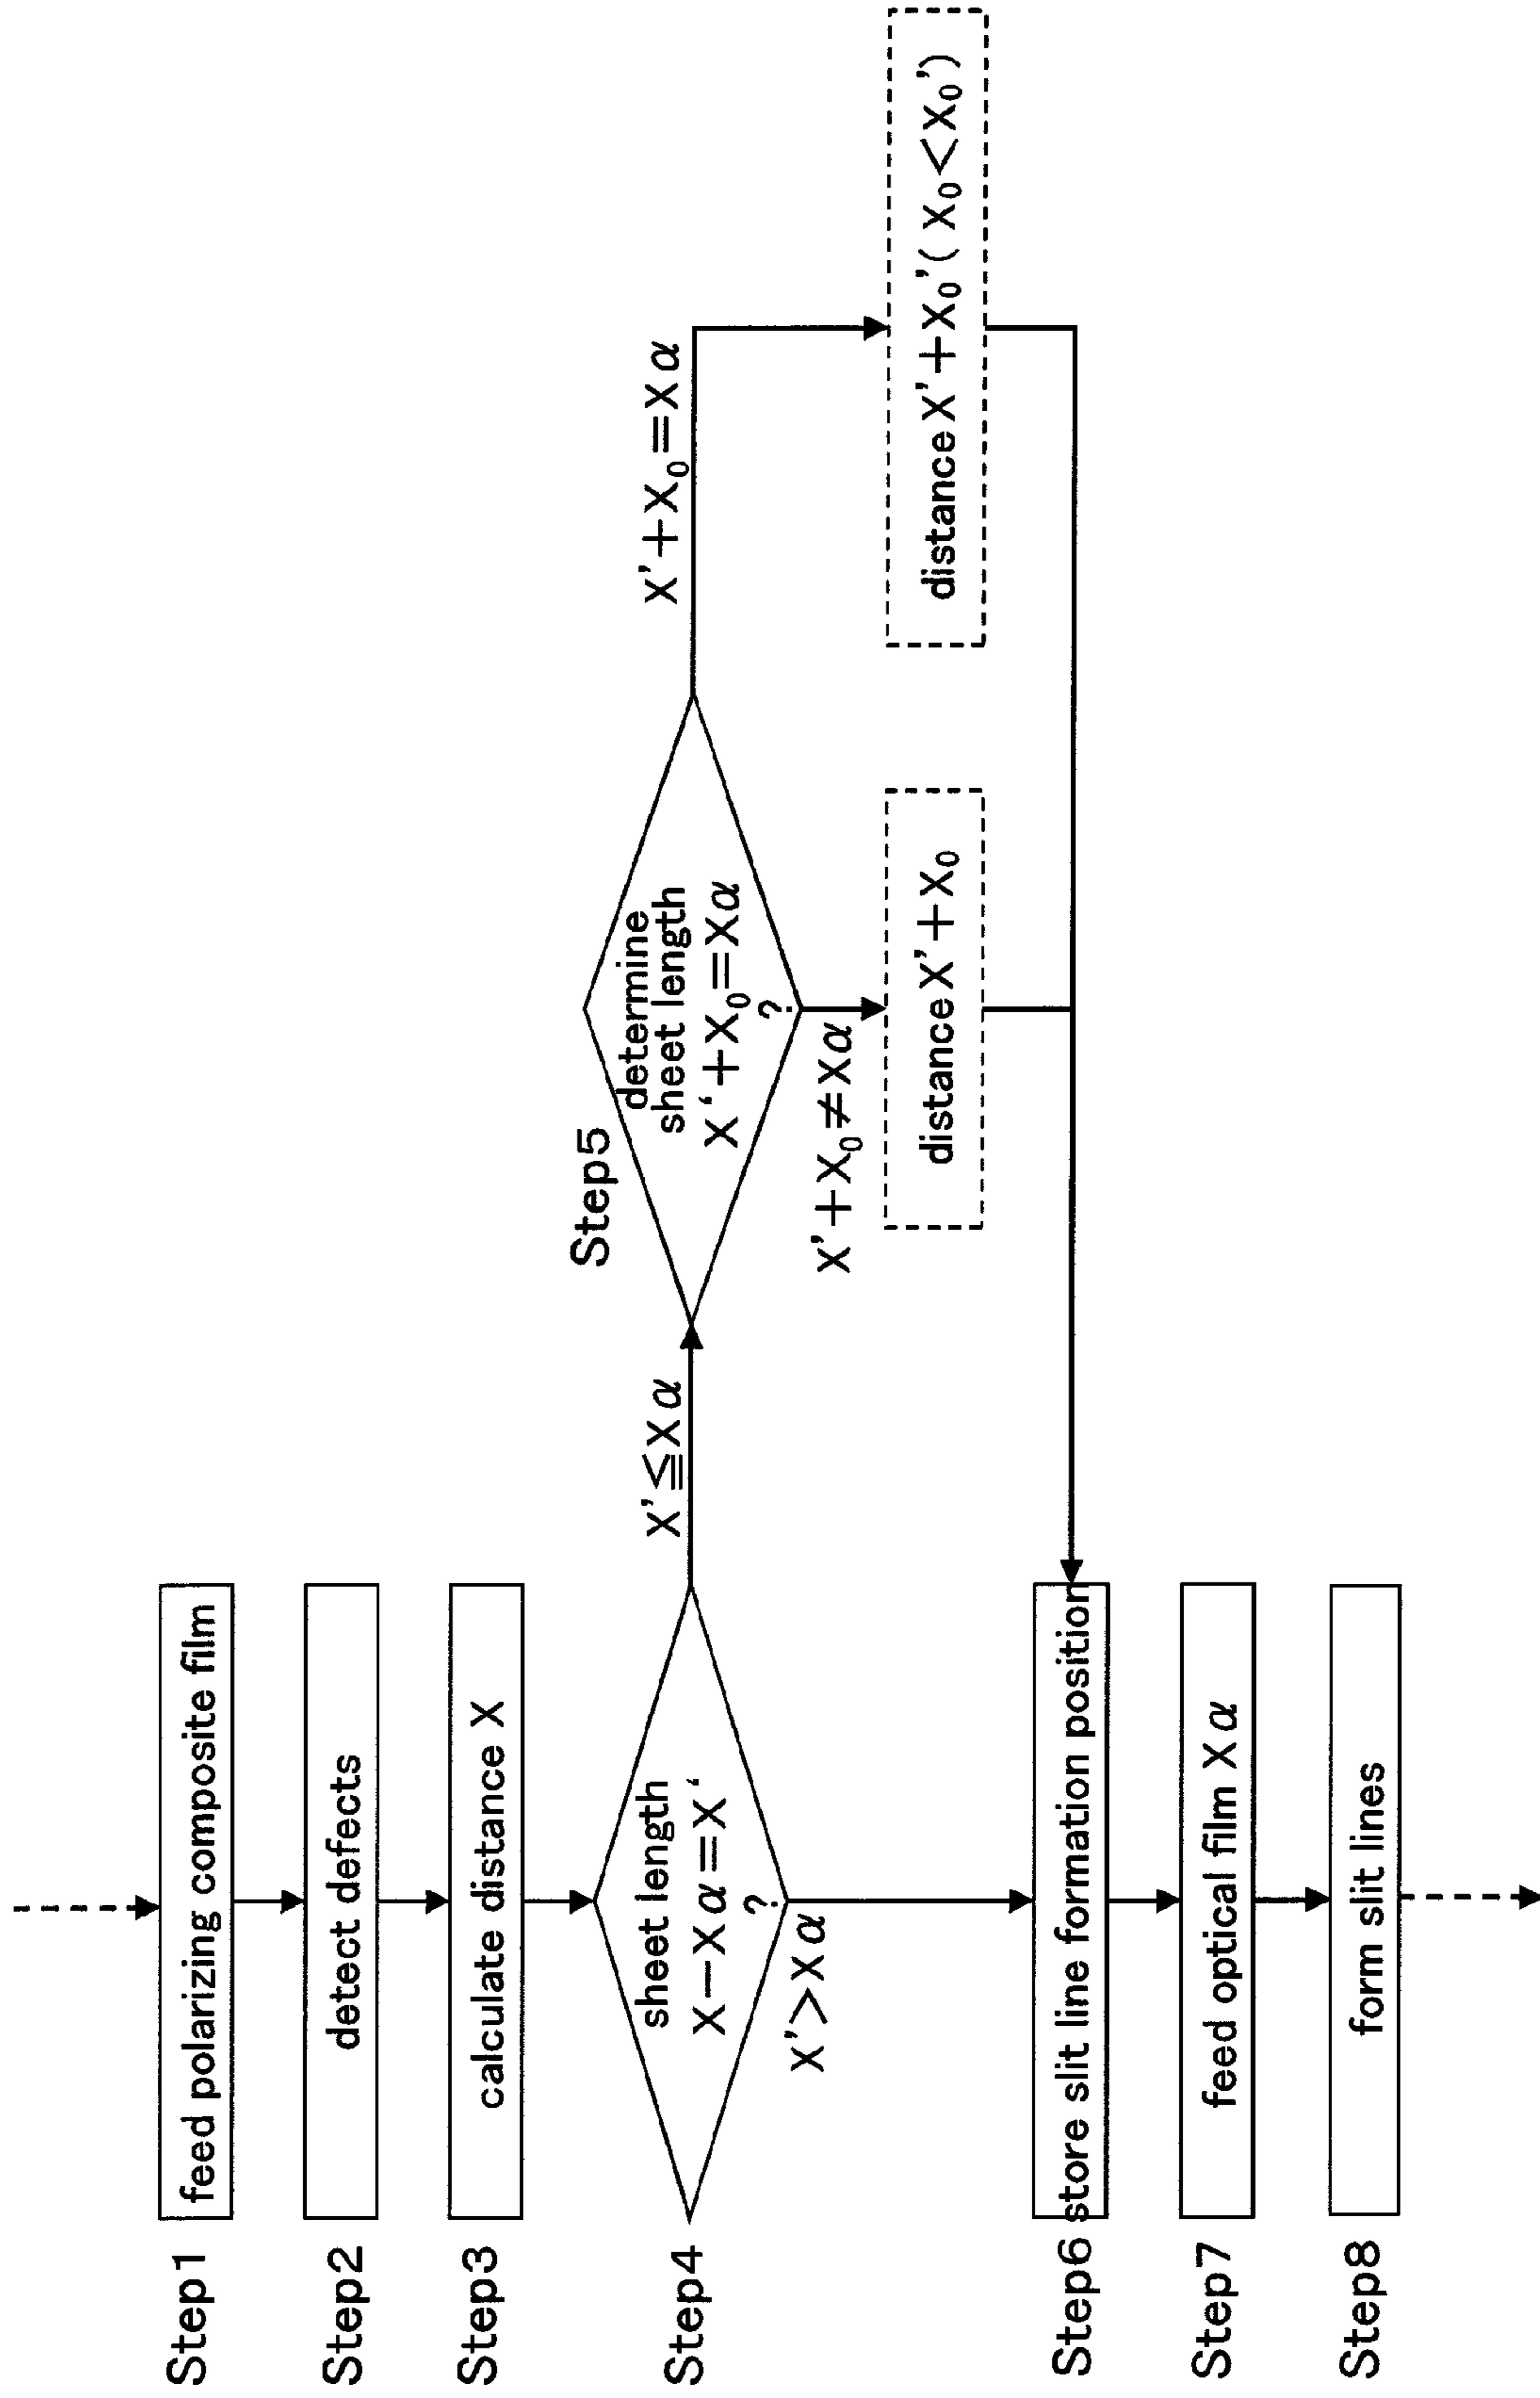 Step1
feed polarizing composite film
Step2
detect defects
Step3
calculate distance X
Step4
sheet length
X−Xα=X‘
?
X'≦Xα
X'>Xα
Step5
determine
sheet length
X‘+X₀=Xα
?
X'+X₀=Xα
X'+X₀≠Xα
distance X'+X₀
distance X'+X₀'( X₀<X₀')
Step6
store slit line formation position
Step7
feed optical film Xα
Step8
form slit lines